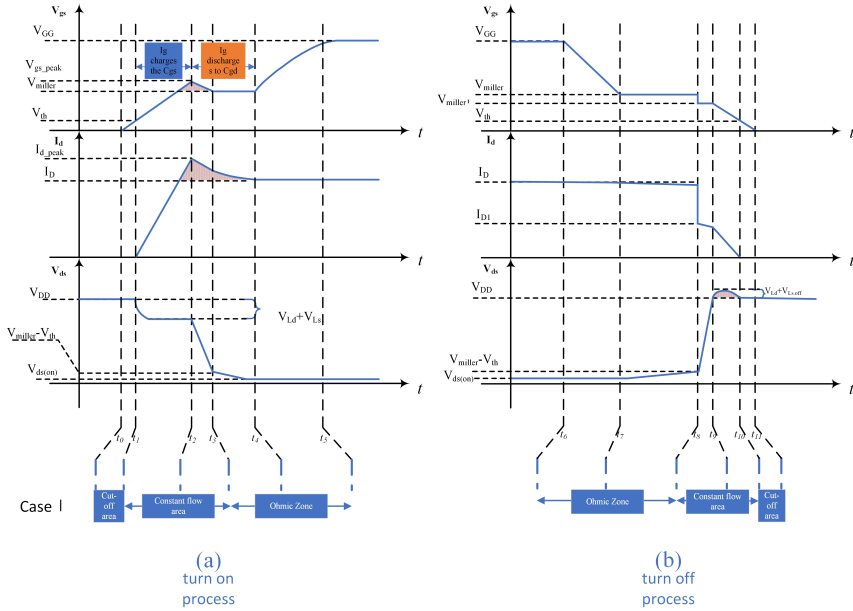 Vgs
VGG
Vgs_peak
Vmiller
Vth
Ig charges the Cgs
Ig discharge s to Cgd
t
Id
Id_peak
ID
t
Vds
VDD
VLd+VLs
Vmiller-Vth
Vds(on)
t
t0
t1
t2
t3
t4
t5
Case I
Cut-off area
Constant flow area
Ohmic Zone
(a)
turn on
process
Vgs
VGG
Vmiller
Vmiller1
Vth
t
Id
ID
ID1
t
Vds
VDD
VLd+VLs.off
Vmiller-Vth
Vds(on)
t
t6
t7
t8
t9
t10
t11
Ohmic Zone
Constant flow area
Cut-off area
(b)
turn off
process